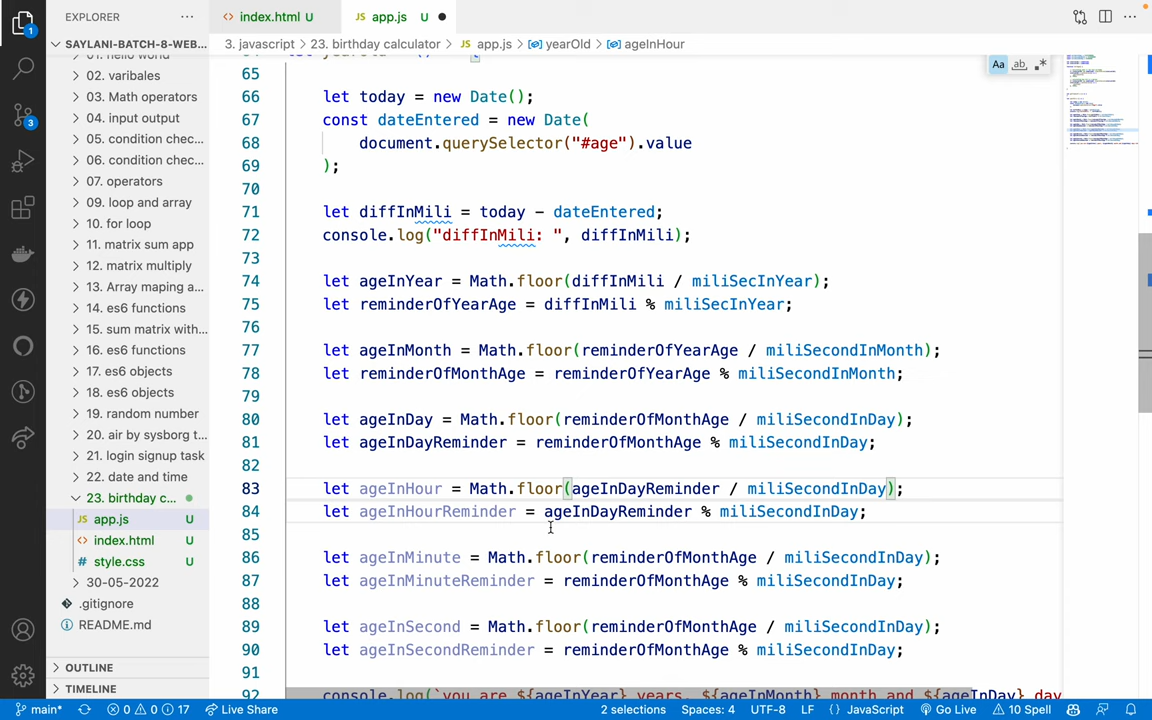 EXPLORER
index.html U
app.js U
SAYLANI-BATCH-8-WEB...
3. javascript > 23. birthday calculator > JS app.js > yearOld > ageInHour
02. varibales
03. Math operators
04. input output
05. condition chec...
06. condition chec...
07. operators
09. loop and array
10. for loop
11. matrix sum app
12. matrix multiply
13. Array maping a...
14. es6 functions
15. sum matrix with...
16. es6 functions
17. es6 objects
18. es6 objects
19. random number
20. air by sysborg t...
21. login signup task
22. date and time
23. birthday c...
JS app.js U
<> index.html U
# style.css U
30-05-2022
.gitignore
README.md
OUTLINE
TIMELINE
65
66 let today = new Date();
67 const dateEntered = new Date(
68 document.querySelector("#age").value
69 );
70
71 let diffInMili = today - dateEntered;
72 console.log("diffInMili: ", diffInMili);
73
74 let ageInYear = Math.floor(diffInMili / miliSecInYear);
75 let reminderOfYearAge = diffInMili % miliSecInYear;
76
77 let ageInMonth = Math.floor(reminderOfYearAge / miliSecondInMonth);
78 let reminderOfMonthAge = reminderOfYearAge % miliSecondInMonth;
79
80 let ageInDay = Math.floor(reminderOfMonthAge / miliSecondInDay);
81 let ageInDayReminder = reminderOfMonthAge % miliSecondInDay;
82
83 let ageInHour = Math.floor(ageInDayReminder / miliSecondInDay);
84 let ageInHourReminder = ageInDayReminder % miliSecondInDay;
85
86 let ageInMinute = Math.floor(reminderOfMonthAge / miliSecondInDay);
87 let ageInMinuteReminder = reminderOfMonthAge % miliSecondInDay;
88
89 let ageInSecond = Math.floor(reminderOfMonthAge / miliSecondInDay);
90 let ageInSecondReminder = reminderOfMonthAge % miliSecondInDay;
91
92 console.log(`you are ${ageInYear} years, ${ageInMonth} month and ${ageInDay} day
Aa ab
1
3
main* 0 0 17 Live Share 2 selections Spaces: 4 UTF-8 LF {} JavaScript Go Live 10 Spell